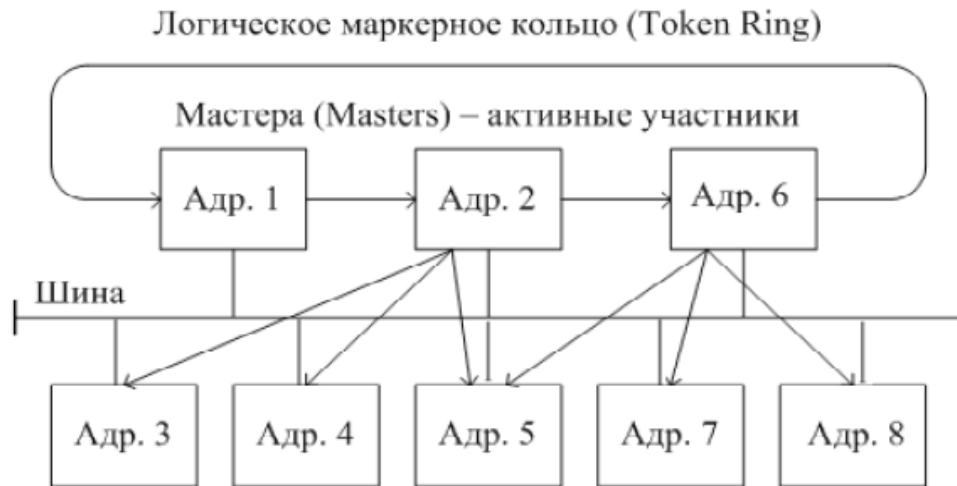 Логическое маркерное кольцо (Token Ring)
Мастера (Masters) – активные участники
Адр. 1
Адр. 2
Адр. 6
Шина
Адр. 3
Адр. 4
Адр. 5
Адр. 7
Адр. 8